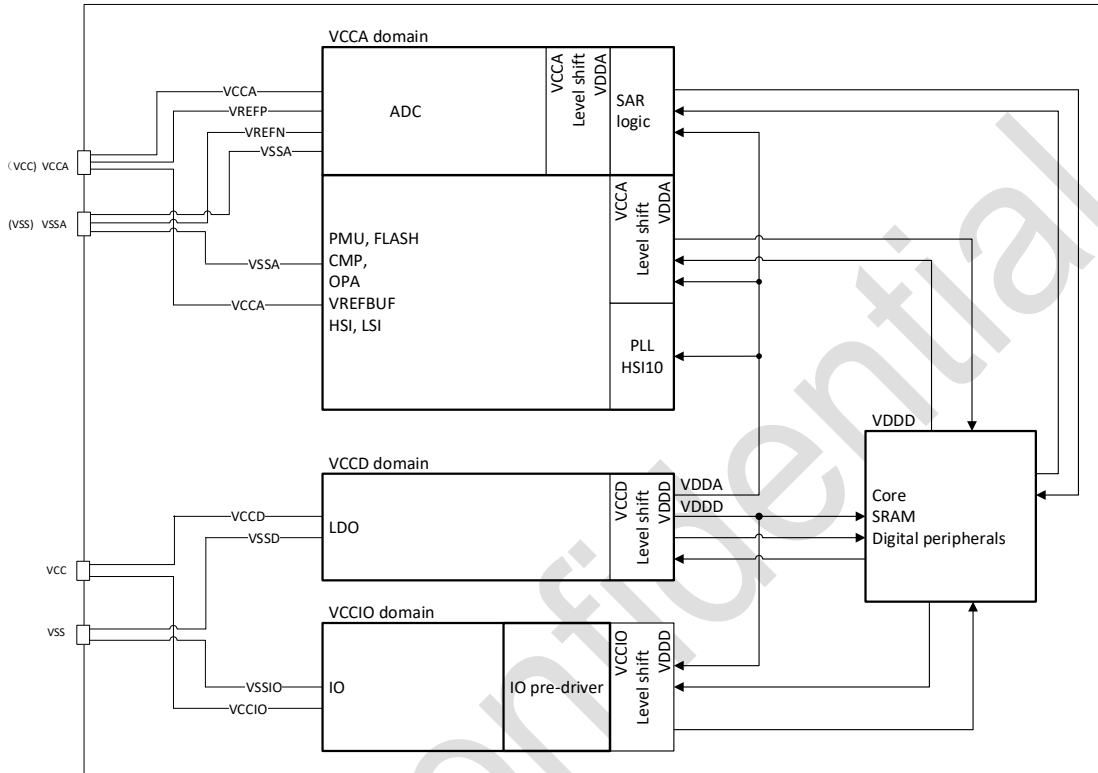 VCCA domain
VCCA
VREFP
VREFN
VSSA
ADC
VCCA
Level shift
VDDA
SAR
logic
(VCC) VCCA
(VSS) VSSA
VSSA
VCCA
PMU, FLASH
CMP,
OPA
VREFBUF
HSI, LSI
VCCA
Level shift
VDDA
PLL
HSI10
VDDD
Core
SRAM
Digital peripherals
VCCD domain
VCCD
VSSD
LDO
VCCD
Level shift
VDDD
VDDA
VDDD
VCC
VSS
VCCIO domain
VSSIO
VCCIO
IO
IO pre-driver
VCCIO
Level shift
VDDD
onfidential